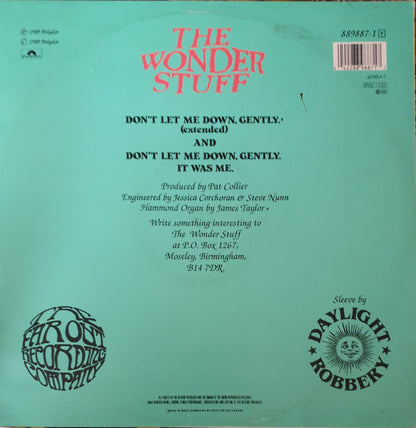 ℗ 1989 Polydor
© 1989 Polydor
889887-1
THE
WONDER
STUFF
DON'T LET ME DOWN, GENTLY.*
(extended)
AND
DON'T LET ME DOWN, GENTLY.
IT WAS ME.
Produced by Pat Collier
Engineered by Jessica Corchoran & Steve Nunn
Hammond Organ by James Taylor *
Write something interesting to
The Wonder Stuff
at P.O. Box 1267,
Moseley, Birmingham,
B14 7DR,
THE
FAR OUT
RECORDING
COMPANY
Sleeve by
DAYLIGHT
ROBBERY